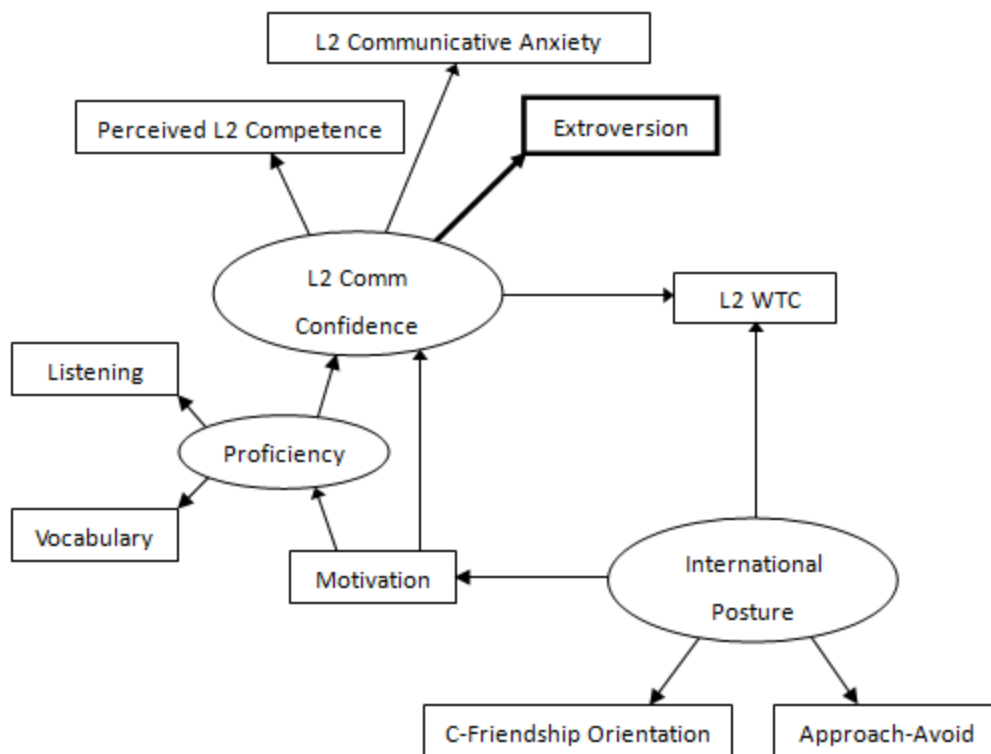 L2 Communicative Anxiety
Perceived L2 Competence
Extroversion
L2 Comm
Confidence
L2 WTC
Listening
Proficiency
Vocabulary
Motivation
International
Posture
C-Friendship Orientation
Approach-Avoid